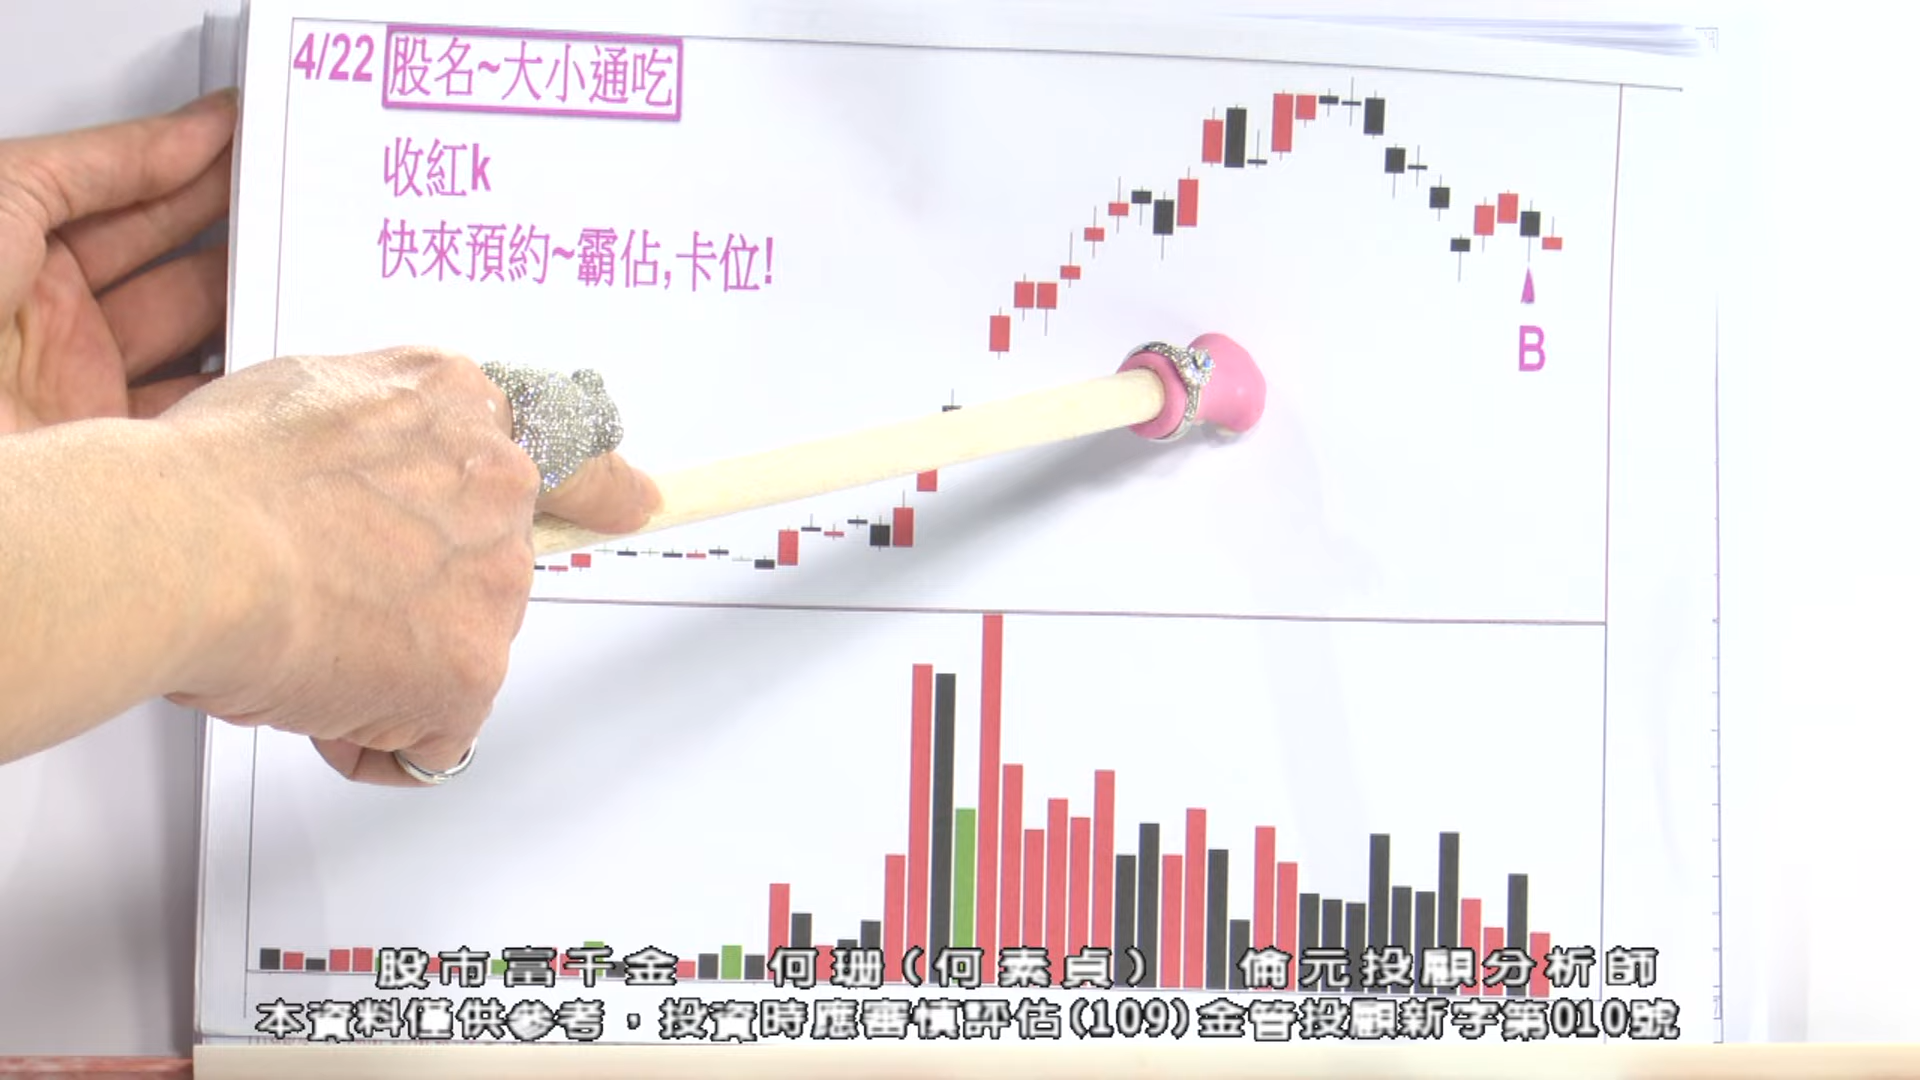 4/22 股名~大小通吃
收紅k
快來預約~霸佔,卡位!
B
股市富千金 何珊(何素貞) 倫元投顧分析師
本資料僅供參考，投資時應審慎評估(109)金管投顧新字第010號